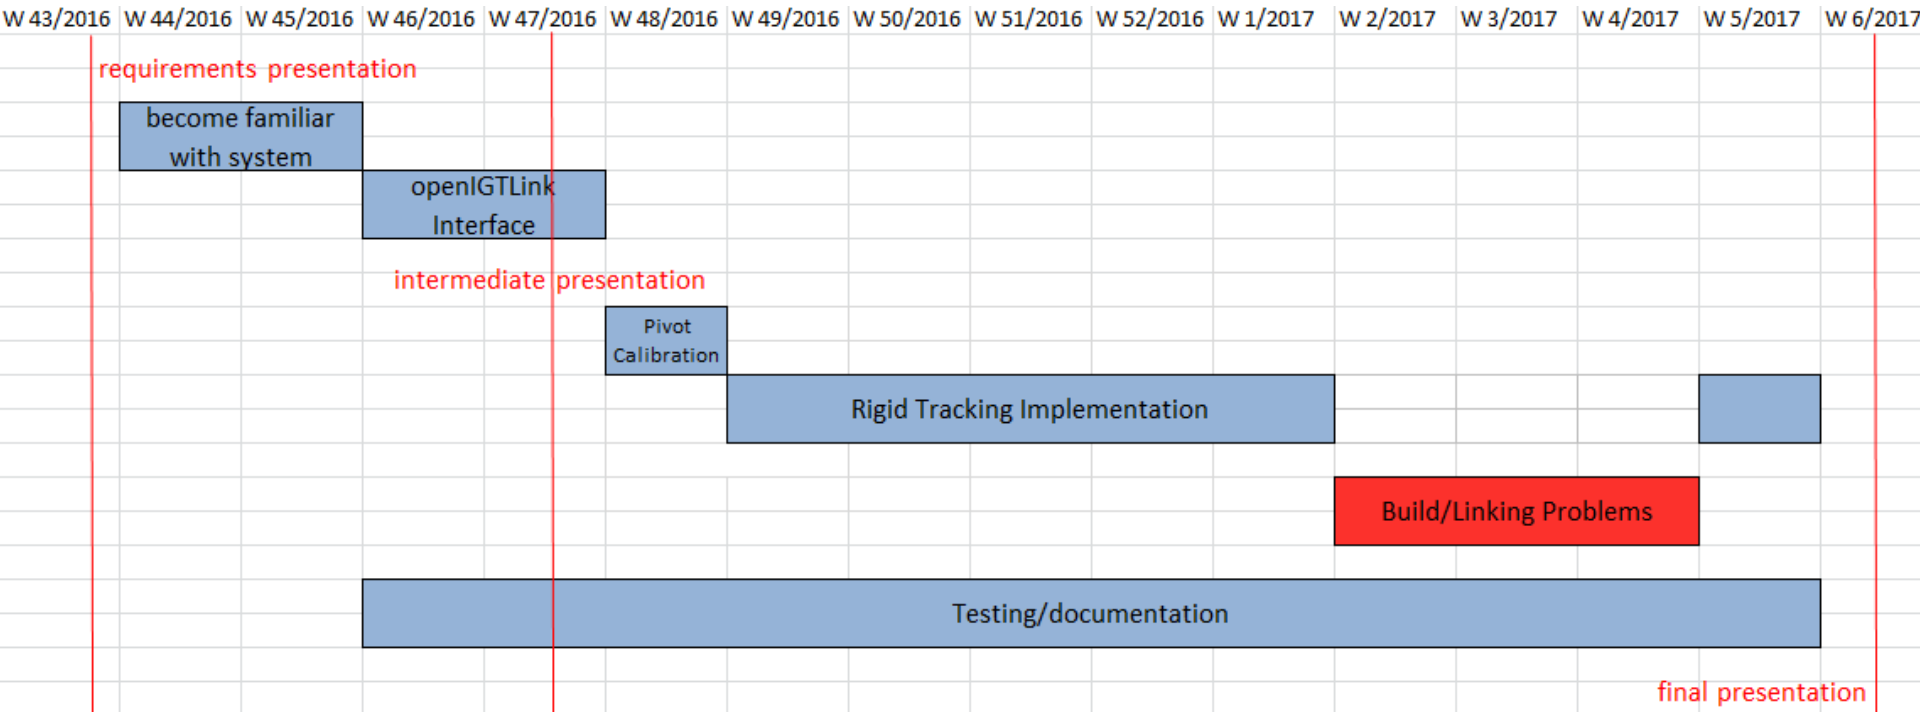 W 43/2016 W 44/2016 W 45/2016 W 46/2016 W 47/2016 W 48/2016 W 49/2016 W 50/2016 W 51/2016 W 52/2016 W 1/2017 W 2/2017 W 3/2017 W 4/2017 W 5/2017 W 6/2017
requirements presentation
become familiar
with system
openIGTLink
Interface
intermediate presentation
Pivot
Calibration
Rigid Tracking Implementation
Build/Linking Problems
Testing/documentation
final presentation